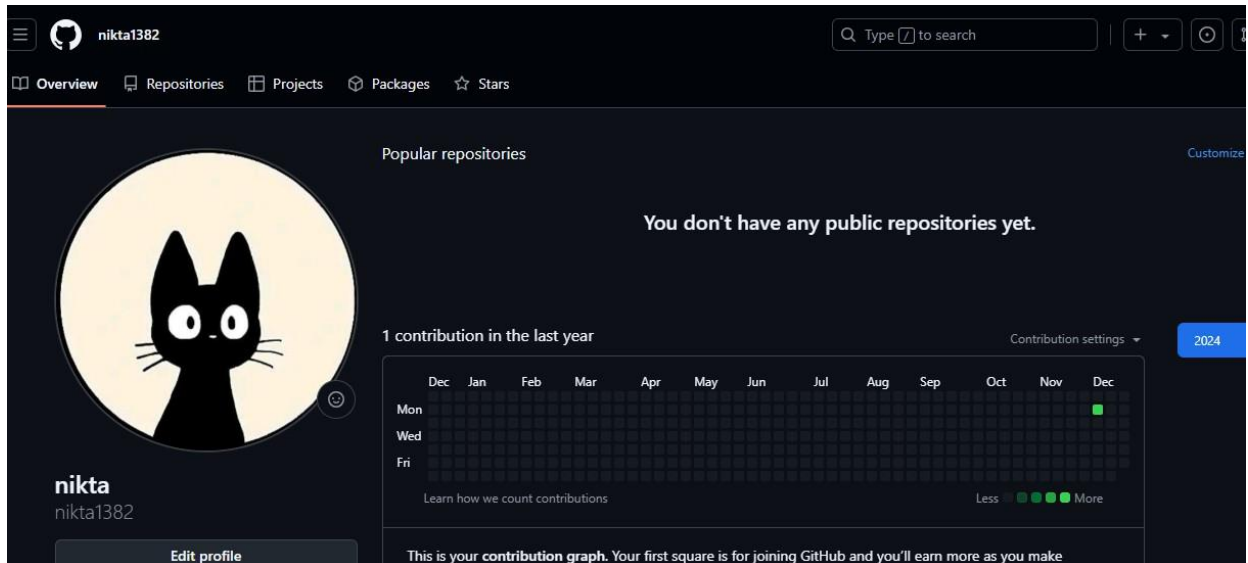 nikta1382
Type / to search
Overview Repositories Projects Packages Stars
Popular repositories
Customize
You don't have any public repositories yet.
1 contribution in the last year
Contribution settings
2024
Dec Jan Feb Mar Apr May Jun Jul Aug Sep Oct Nov Dec
Mon
Wed
Fri
Learn how we count contributions
Less More
nikta
nikta1382
Edit profile
This is your contribution graph. Your first square is for joining GitHub and you'll earn more as you make